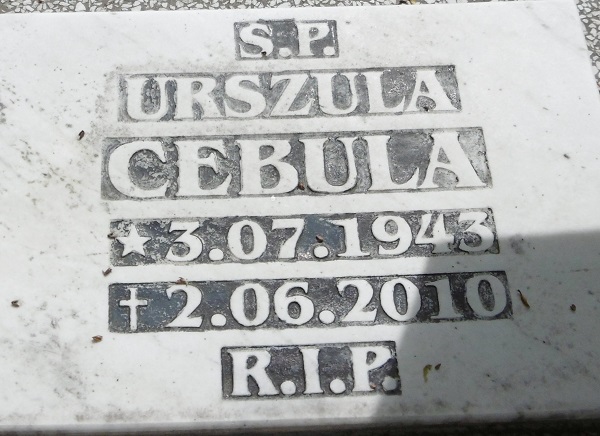 S.P.
URSZULA
CEBULA
★ 3.07.1943
✝ 2.06.2010
R.I.P.